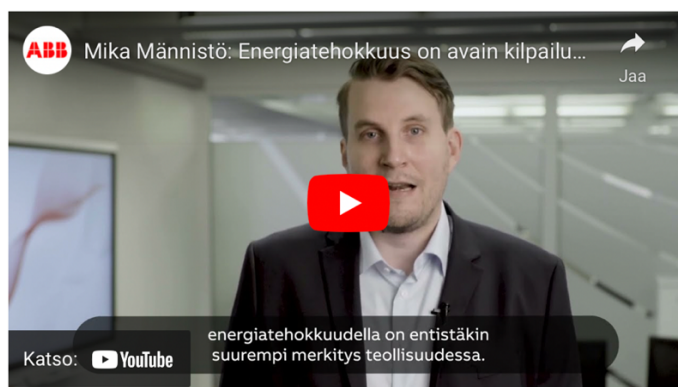 ABB
Mika Männistö: Energiatehokkuus on avain kilpailu...
Jaa
energiatehokkuudella on entistäkin
suurempi merkitys teollisuudessa.
Katso: YouTube